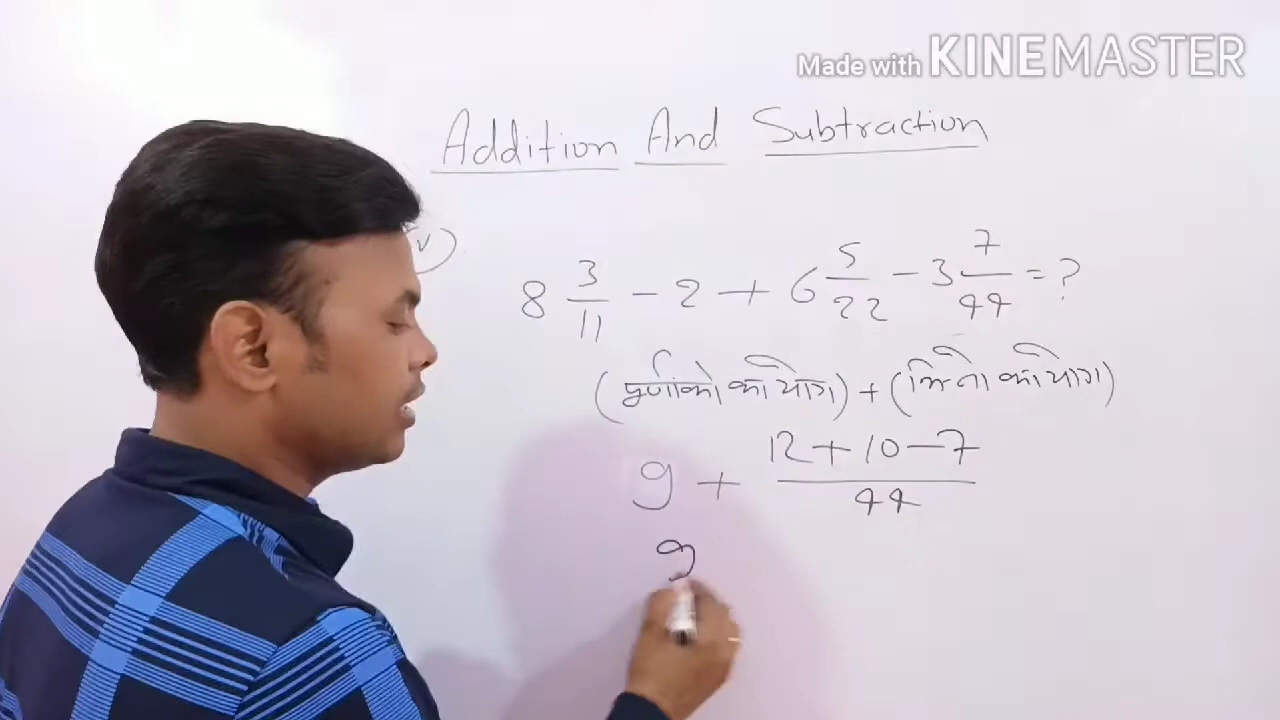 Made with KINEMASTER
Addition And Subtraction
v)
8 3/11 - 2 + 6 5/22 - 3 7/44 = ?
(पूर्णांको का योग) + (भिन्नो का योग)
9 + 12 + 10 - 7 / 44
9